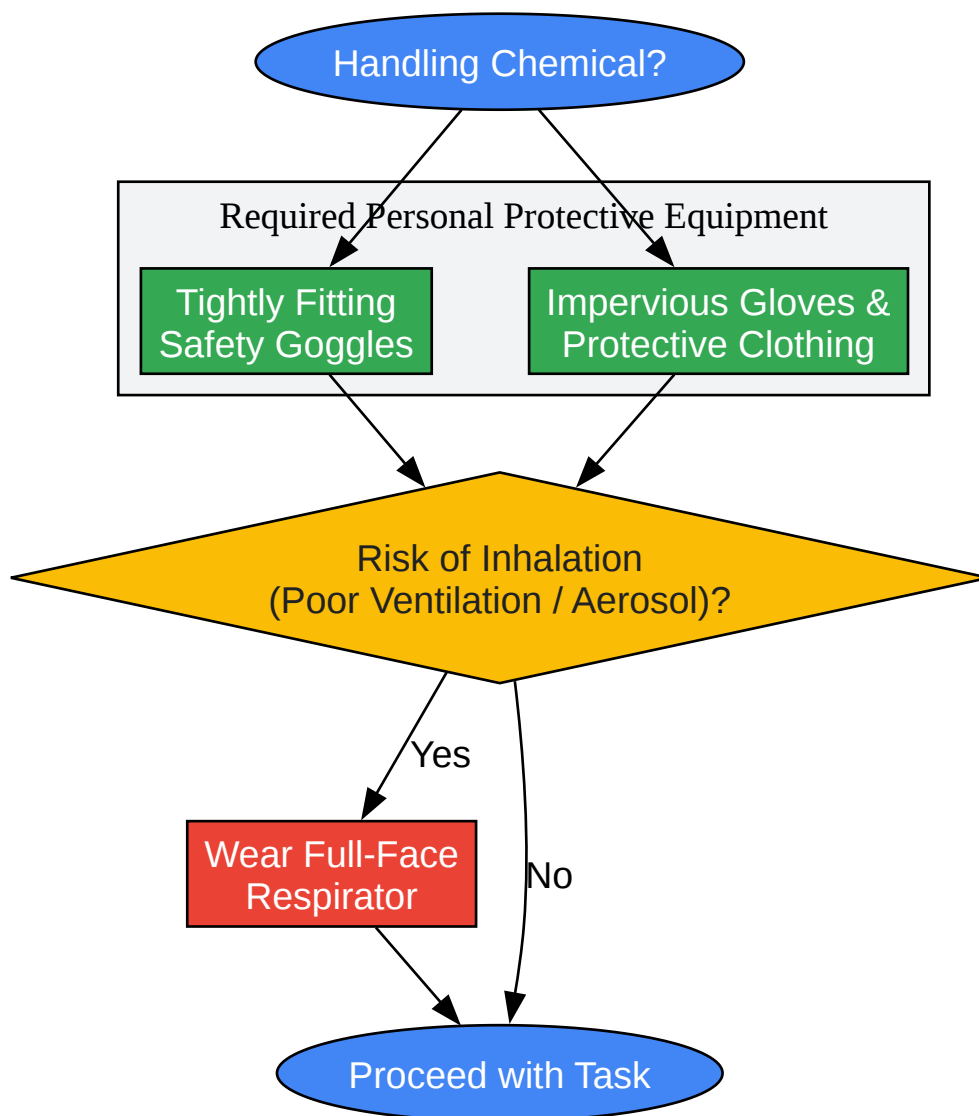 Handling Chemical?
Required Personal Protective Equipment
Tightly Fitting
Safety Goggles
Impervious Gloves &
Protective Clothing
Risk of Inhalation
(Poor Ventilation / Aerosol)?
Yes
Wear Full-Face
Respirator
No
Proceed with Task